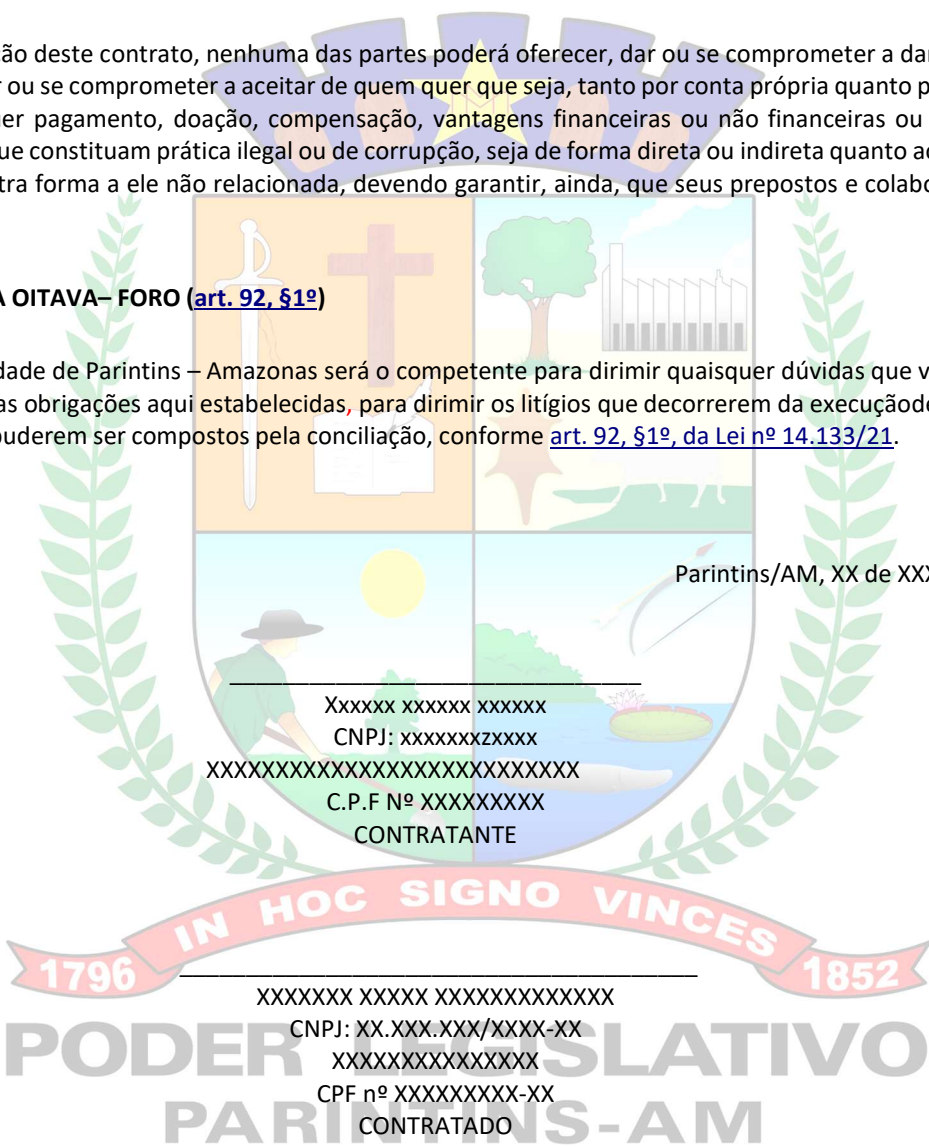 ção deste contrato, nenhuma das partes poderá oferecer, dar ou se comprometer a dar
r ou se comprometer a aceitar de quem quer que seja, tanto por conta própria quanto p
uer pagamento, doação, compensação, vantagens financeiras ou não financeiras ou
que constituam prática ilegal ou de corrupção, seja de forma direta ou indireta quanto ao
tra forma a ele não relacionada, devendo garantir, ainda, que seus prepostos e colabo
A OITAVA– FORO (art. 92, §1º)
dade de Parintins – Amazonas será o competente para dirimir quaisquer dúvidas que v
as obrigações aqui estabelecidas, para dirimir os litígios que decorrerem da execuçãode
puderem ser compostos pela conciliação, conforme art. 92, §1º, da Lei nº 14.133/21.
Parintins/AM, XX de XXX
_______________________________
Xxxxxx xxxxxx xxxxxx
CNPJ: xxxxxxxzxxxx
XXXXXXXXXXXXXXXXXXXXXXXXXXX
C.P.F Nº XXXXXXXXX
CONTRATANTE
IN HOC SIGNO VINCES
1796 1852
_______________________________________
XXXXXXX XXXXX XXXXXXXXXXXXX
CNPJ: XX.XXX.XXX/XXXX-XX
XXXXXXXXXXXXXXX
CPF nº XXXXXXXXX-XX
CONTRATADO
PODER LEGISLATIVO
PARINTINS-AM